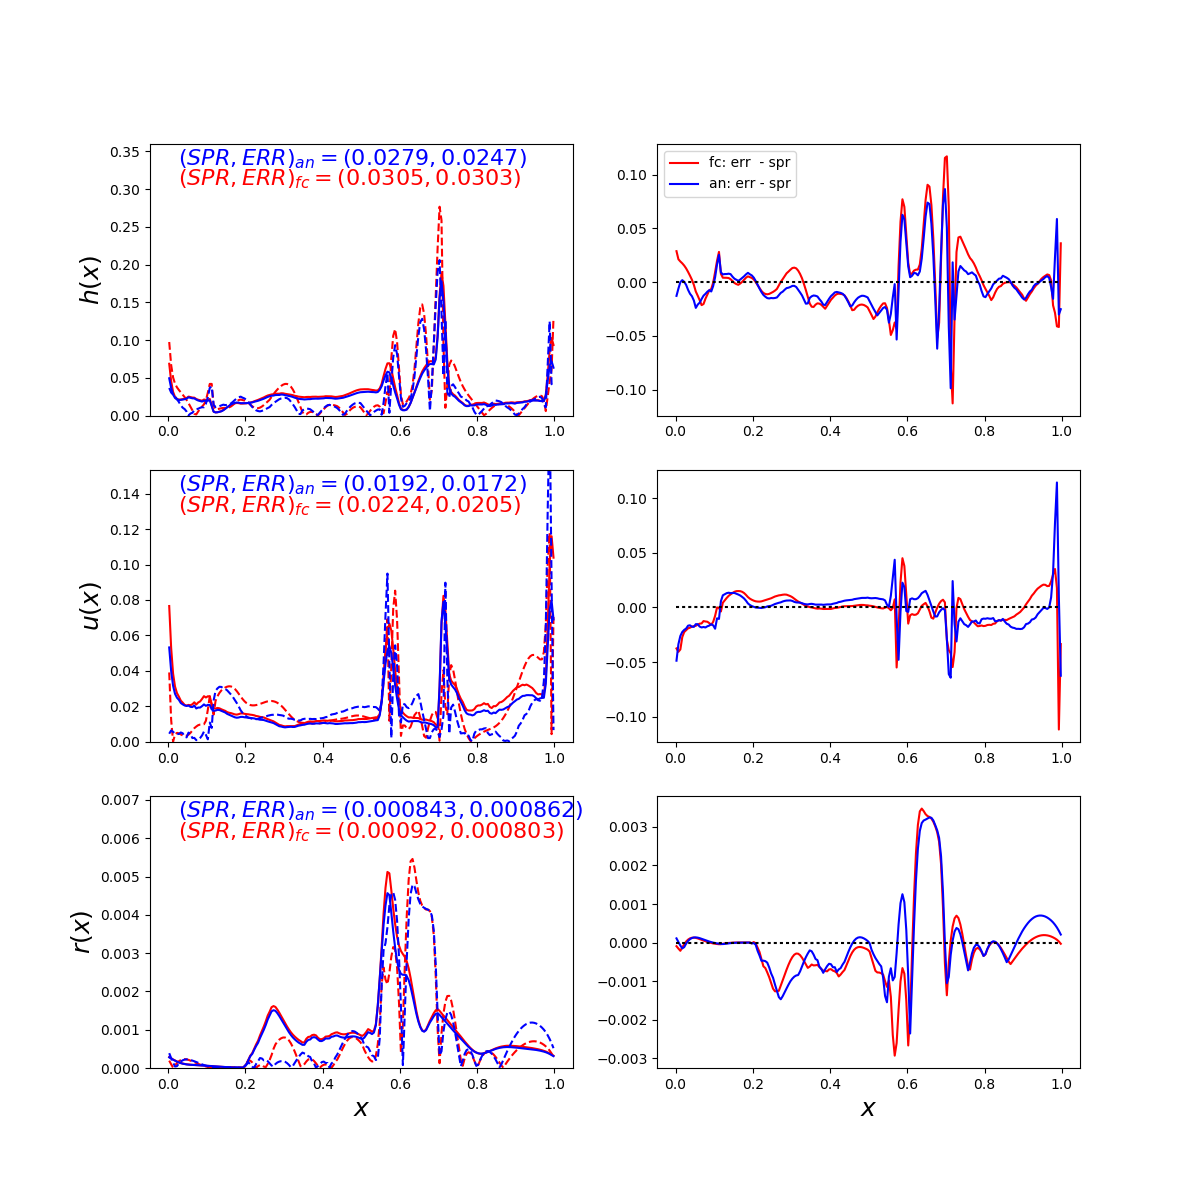 (SPR, ERR)an = (0.0279, 0.0247)
(SPR, ERR)fc = (0.0305, 0.0303)
h(x)
0.35
0.30
0.25
0.20
0.15
0.10
0.05
0.00
0.0 0.2 0.4 0.6 0.8 1.0
fc: err - spr
an: err - spr
0.10
0.05
0.00
−0.05
−0.10
0.0 0.2 0.4 0.6 0.8 1.0
(SPR, ERR)an = (0.0192, 0.0172)
(SPR, ERR)fc = (0.0224, 0.0205)
u(x)
0.14
0.12
0.10
0.08
0.06
0.04
0.02
0.00
0.0 0.2 0.4 0.6 0.8 1.0
0.10
0.05
0.00
−0.05
−0.10
0.0 0.2 0.4 0.6 0.8 1.0
(SPR, ERR)an = (0.000843, 0.000862)
(SPR, ERR)fc = (0.00092, 0.000803)
r(x)
0.007
0.006
0.005
0.004
0.003
0.002
0.001
0.000
0.0 0.2 0.4 0.6 0.8 1.0
x
0.003
0.002
0.001
0.000
−0.001
−0.002
−0.003
0.0 0.2 0.4 0.6 0.8 1.0
x